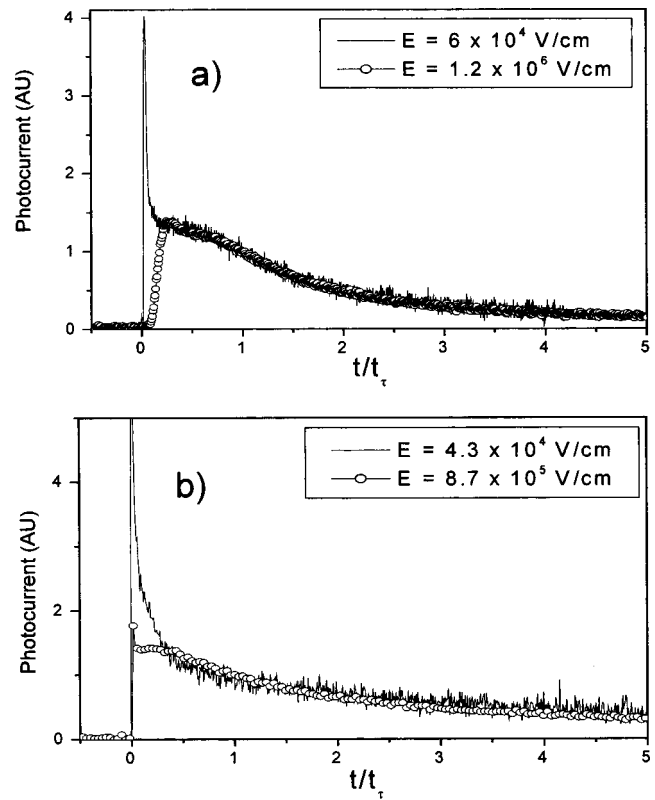 a)
E = 6 x 10⁴ V/cm
E = 1.2 x 10⁶ V/cm
Photocurrent (AU)
4
3
2
1
0
0 1 2 3 4 5
t/tτ
b)
E = 4.3 x 10⁴ V/cm
E = 8.7 x 10⁵ V/cm
Photocurrent (AU)
4
2
0
0 1 2 3 4 5
t/tτ